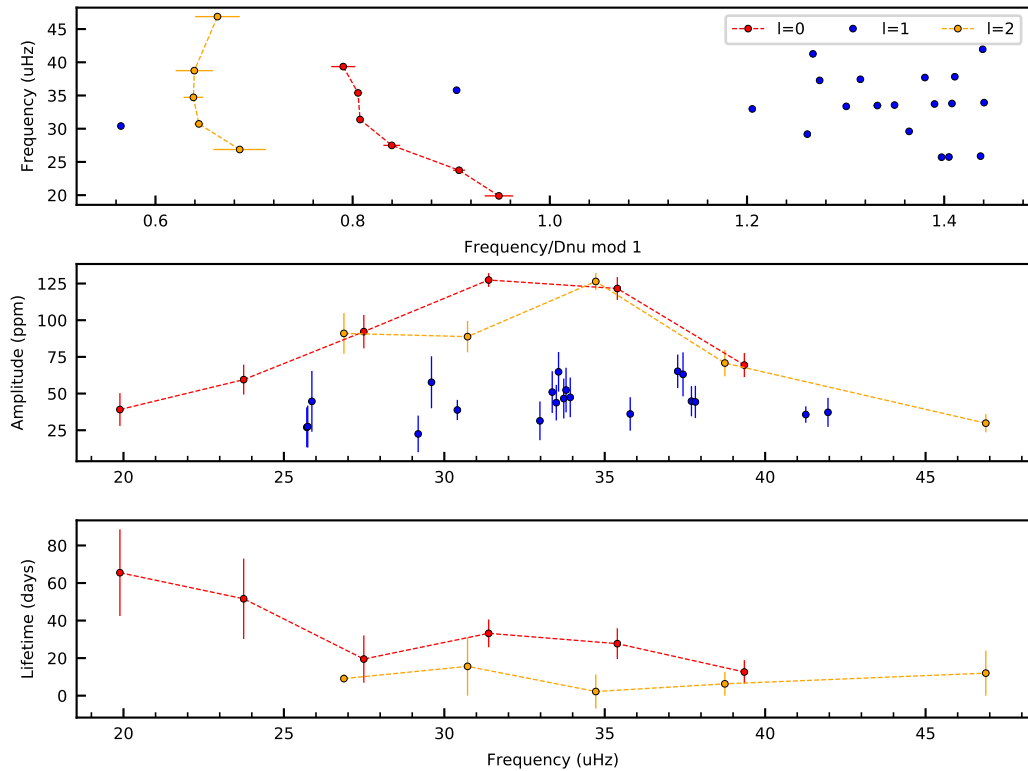 l=0 l=1 l=2
Frequency (uHz)
45
40
35
30
25
20
0.6 0.8 1.0 1.2 1.4
Frequency/Dnu mod 1
Amplitude (ppm)
125
100
75
50
25
20 25 30 35 40 45
Lifetime (days)
80
60
40
20
0
20 25 30 35 40 45
Frequency (uHz)